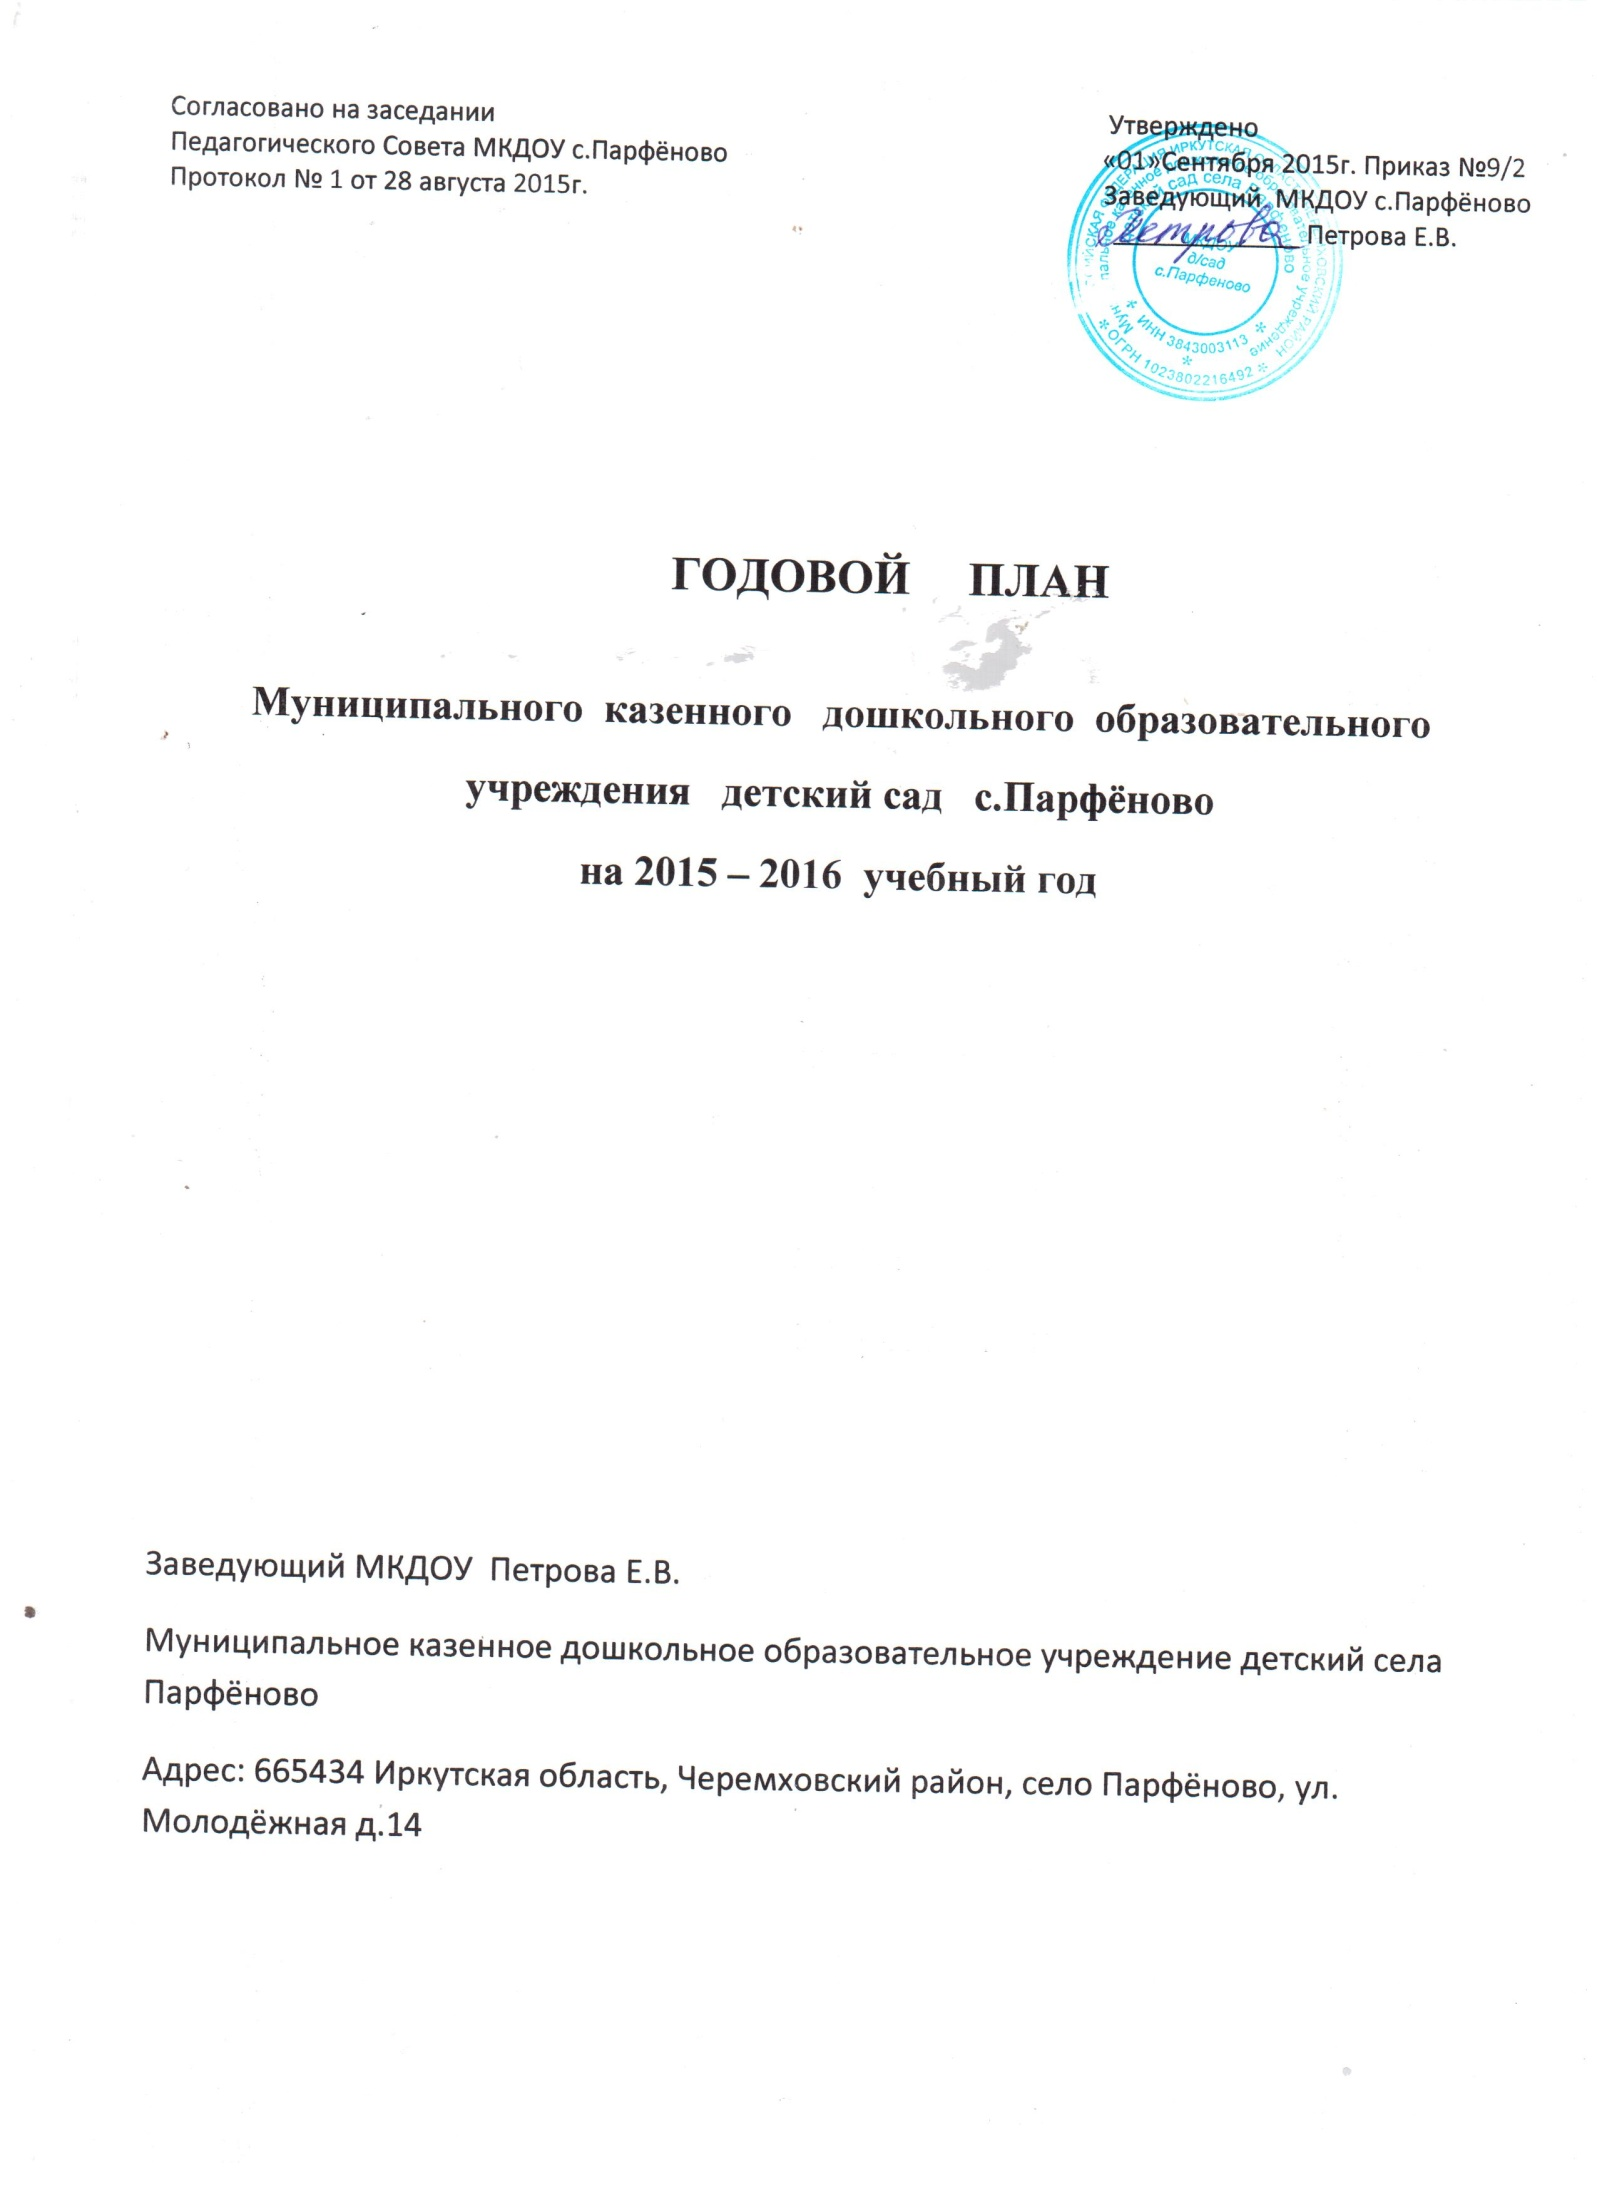 Согласовано на заседании
Педагогического Совета МКДОУ с.Парфёново
Протокол № 1 от 28 августа 2015г.
Утверждено
«01»Сентября 2015г. Приказ №9/2
Заведующий МКДОУ с.Парфёново
Петрова Петрова Е.В.
МКДОУ
д/сад
с.Парфеново
ИНН 3843003113
ОГРН 1023802216492
ГОДОВОЙ ПЛАН
Муниципального казенного дошкольного образовательного
учреждения детский сад с.Парфёново
на 2015 – 2016 учебный год
Заведующий МКДОУ Петрова Е.В.
Муниципальное казенное дошкольное образовательное учреждение детский села
Парфёново
Адрес: 665434 Иркутская область, Черемховский район, село Парфёново, ул.
Молодёжная д.14